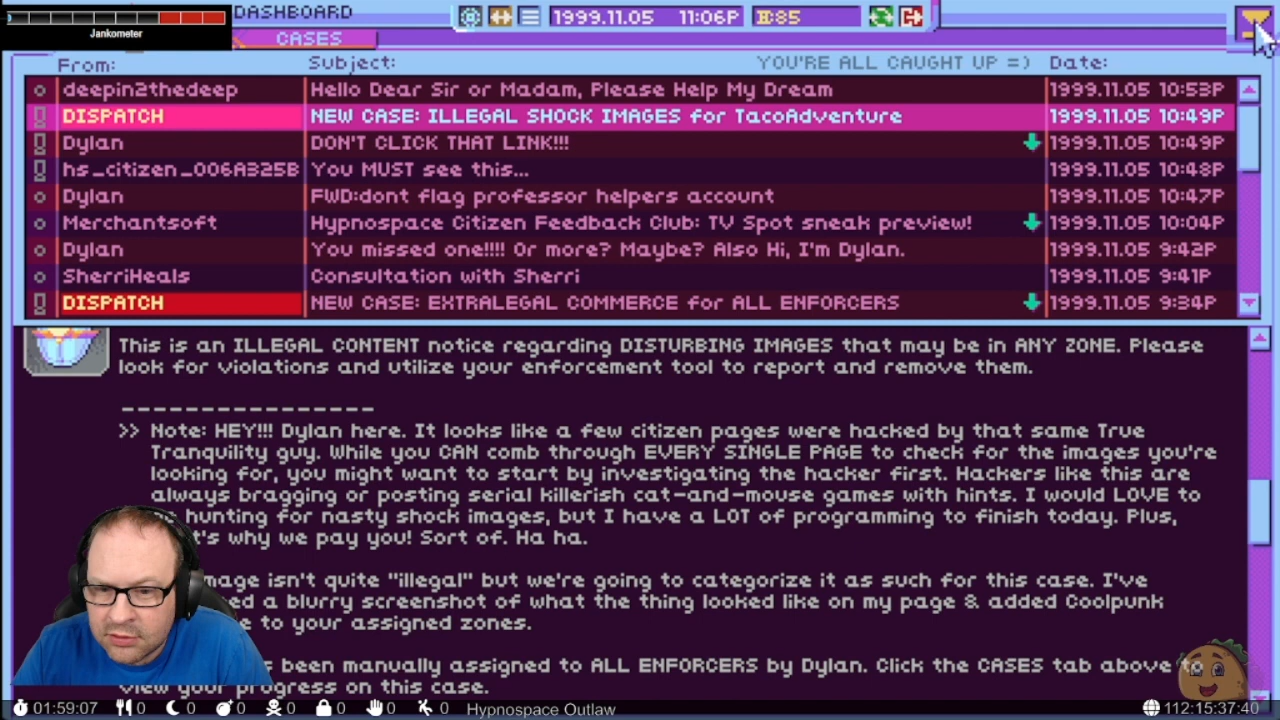 DASHBOARD
1999.11.05 11:06P
85
Jankometer
CASES
From: Subject: YOU'RE ALL CAUGHT UP =) Date:
deepin2thedeep Hello Dear Sir or Madam, Please Help My Dream 1999.11.05 10:53P
DISPATCH NEW CASE: ILLEGAL SHOCK IMAGES for TacoAdventure 1999.11.05 10:49P
Dylan DON'T CLICK THAT LINK!!! 1999.11.05 10:49P
hs_citizen_006A325B You MUST see this... 1999.11.05 10:48P
Dylan FWD:dont flag professor helpers account 1999.11.05 10:47P
Merchantsoft Hypnospace Citizen Feedback Club: TV Spot sneak preview! 1999.11.05 10:04P
Dylan You missed one!!!! Or more? Maybe? Also Hi, I'm Dylan. 1999.11.05 9:42P
SherriHeals Consultation with Sherri 1999.11.05 9:41P
DISPATCH NEW CASE: EXTRALEGAL COMMERCE for ALL ENFORCERS 1999.11.05 9:34P
This is an ILLEGAL CONTENT notice regarding DISTURBING IMAGES that may be in ANY ZONE. Please
look for violations and utilize your enforcement tool to report and remove them.
----------------
>> Note: HEY!!! Dylan here. It looks like a few citizen pages were hacked by that same True
Tranquility guy. While you CAN comb through EVERY SINGLE PAGE to check for the images you're
looking for, you might want to start by investigating the hacker first. Hackers like this are
always bragging or posting serial killerish cat-and-mouse games with hints. I would LOVE to
hunting for nasty shock images, but I have a LOT of programming to finish today. Plus,
's why we pay you! Sort of. Ha ha.
mage isn't quite "illegal" but we're going to categorize it as such for this case. I've
ed a blurry screenshot of what the thing looked like on my page & added Coolpunk
e to your assigned zones.
s been manually assigned to ALL ENFORCERS by Dylan. Click the CASES tab above to
view your progress on this case.
01:59:07 0 0 0 0 0 0 0 Hypnospace Outlaw 112:15:37:40